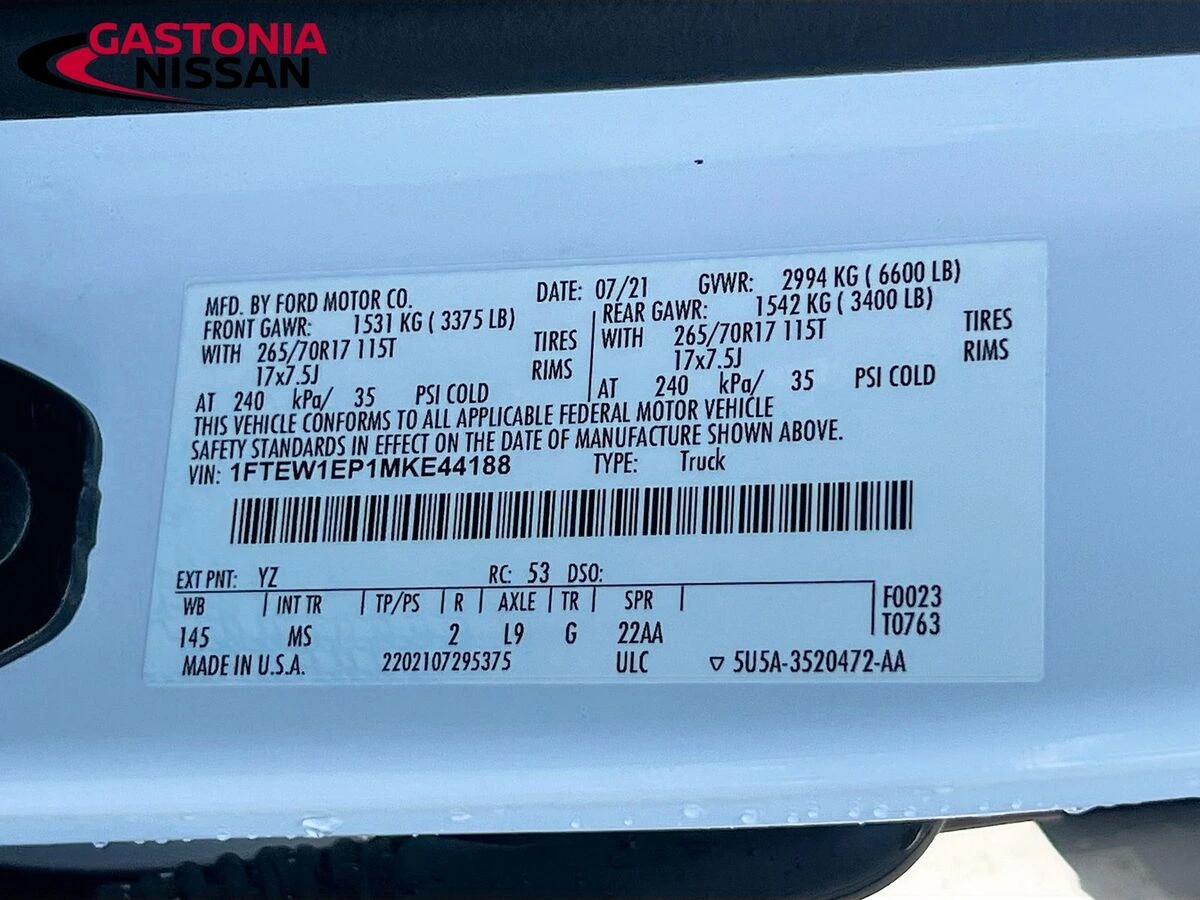 GASTONIA
NISSAN
MFD. BY FORD MOTOR CO. DATE: 07/21 GVWR: 2994 KG ( 6600 LB)
FRONT GAWR: 1531 KG ( 3375 LB) REAR GAWR: 1542 KG ( 3400 LB)
WITH 265/70R17 115T TIRES WITH 265/70R17 115T TIRES
17x7.5J RIMS 17x7.5J RIMS
AT 240 kPa/ 35 PSI COLD AT 240 kPa/ 35 PSI COLD
THIS VEHICLE CONFORMS TO ALL APPLICABLE FEDERAL MOTOR VEHICLE
SAFETY STANDARDS IN EFFECT ON THE DATE OF MANUFACTURE SHOWN ABOVE.
VIN: 1FTEW1EP1MKE44188 TYPE: Truck
EXT PNT: YZ RC: 53 DSO:
WB INT TR TP/PS R AXLE TR SPR F0023
145 MS 2 L9 G 22AA T0763
MADE IN U.S.A. 2202107295375 ULC ▽ 5U5A-3520472-AA